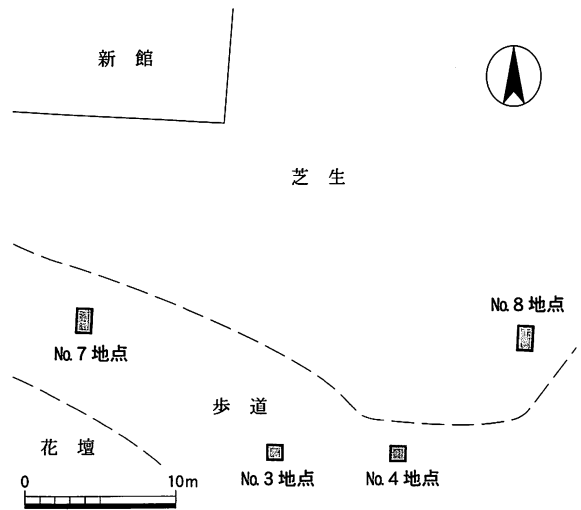 新 館
芝 生
No. 8 地点
No. 7 地点
歩 道
花 壇
No. 3 地点
No. 4 地点
0 10m